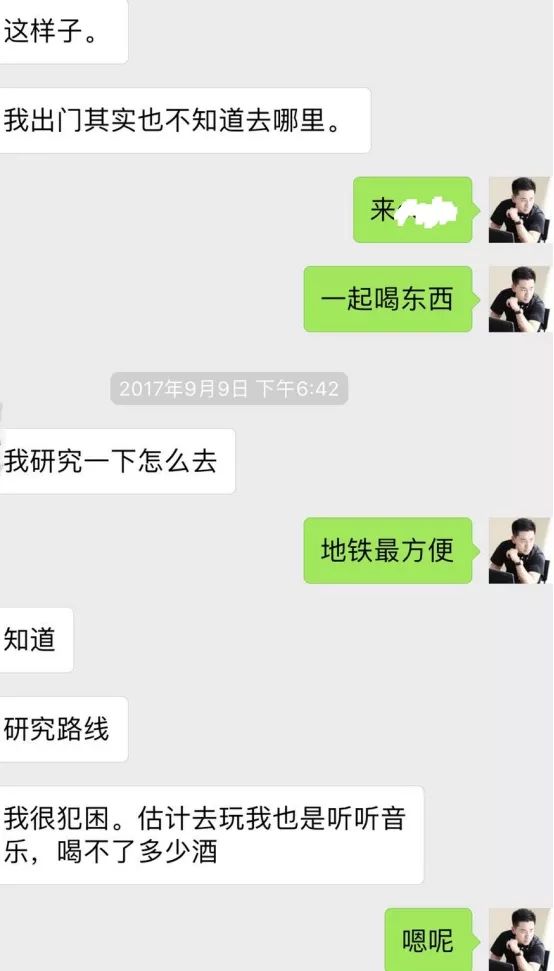 这样子。
我出门其实也不知道去哪里。
来
一起喝东西
2017年9月9日 下午6:42
我研究一下怎么去
地铁最方便
知道
研究路线
我很犯困。估计去玩我也是听听音
乐，喝不了多少酒
嗯呢